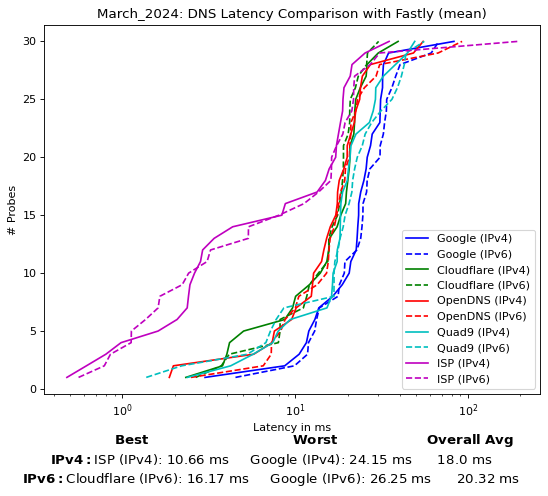 March_2024: DNS Latency Comparison with Fastly (mean)
# Probes
30
25
20
15
10
5
0
10⁰
10¹
10²
Latency in ms
Google (IPv4)
Google (IPv6)
Cloudflare (IPv4)
Cloudflare (IPv6)
OpenDNS (IPv4)
OpenDNS (IPv6)
Quad9 (IPv4)
Quad9 (IPv6)
ISP (IPv4)
ISP (IPv6)
Best Worst Overall Avg
IPv4: ISP (IPv4): 10.66 ms Google (IPv4): 24.15 ms 18.0 ms
IPv6: Cloudflare (IPv6): 16.17 ms Google (IPv6): 26.25 ms 20.32 ms